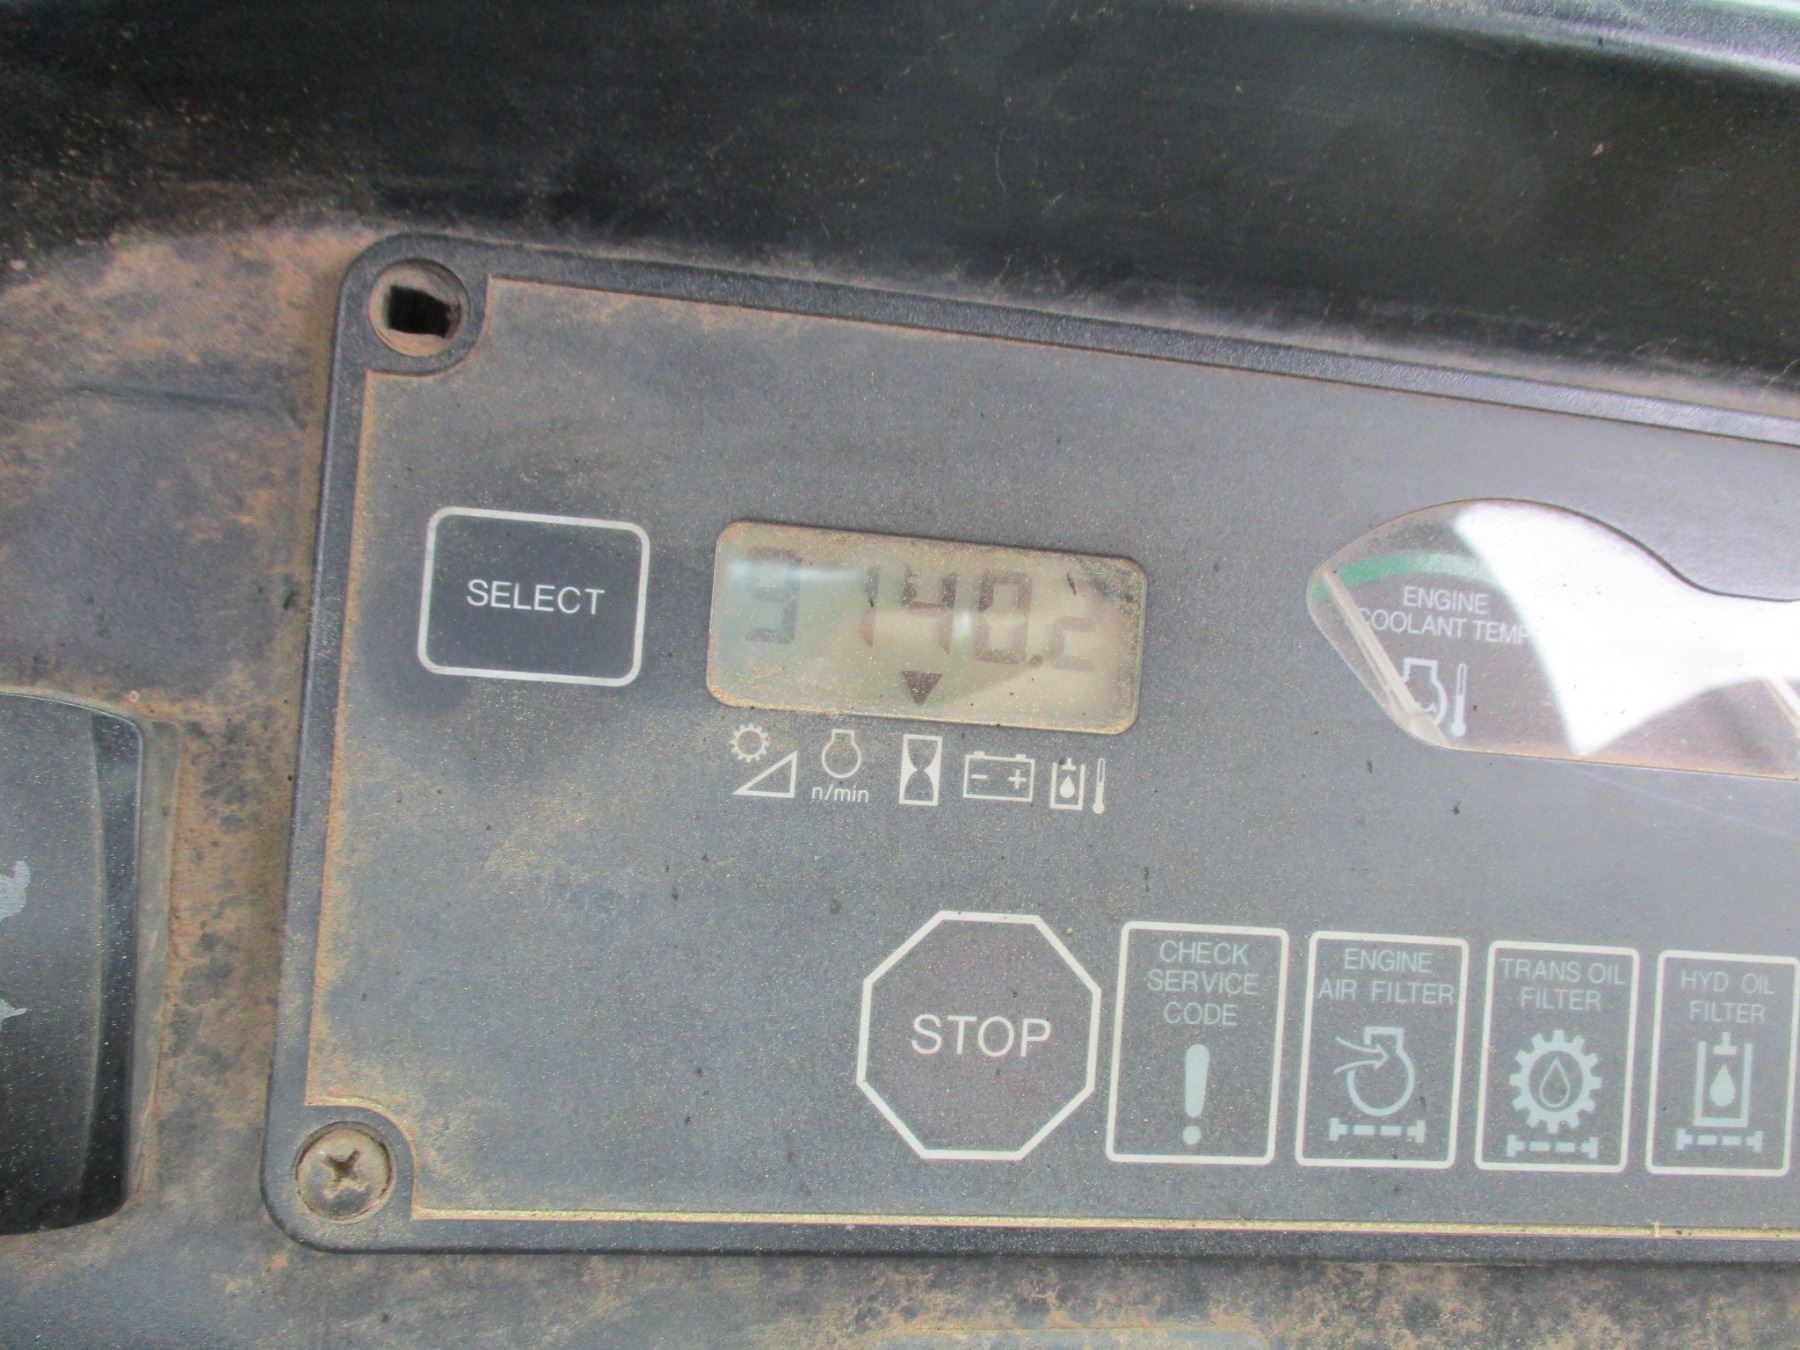 SELECT
9140.2
n/min
ENGINE
COOLANT TEMP
STOP
CHECK
SERVICE
CODE
!
ENGINE
AIR FILTER
TRANS OIL
FILTER
HYD OIL
FILTER